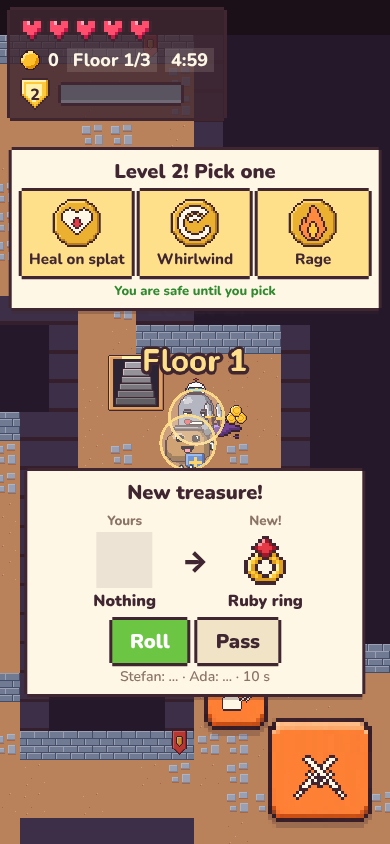 0 Floor 1/3 4:59
2
Level 2! Pick one
Heal on splat Whirlwind Rage
You are safe until you pick
Floor 1
New treasure!
Yours New!
Nothing Ruby ring
Roll Pass
Stefan: ... · Ada: ... · 10 s